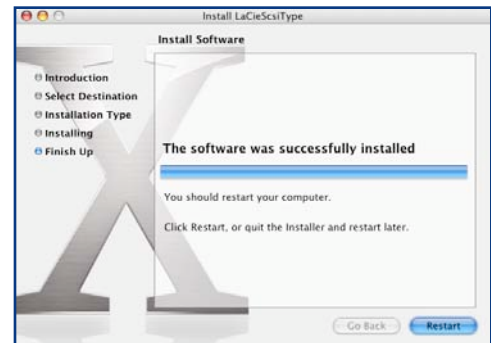 Install LaCieScsiType
Install Software
Introduction
Select Destination
Installation Type
Installing
Finish Up
The software was successfully installed
You should restart your computer.
Click Restart, or quit the Installer and restart later.
Go Back
Restart